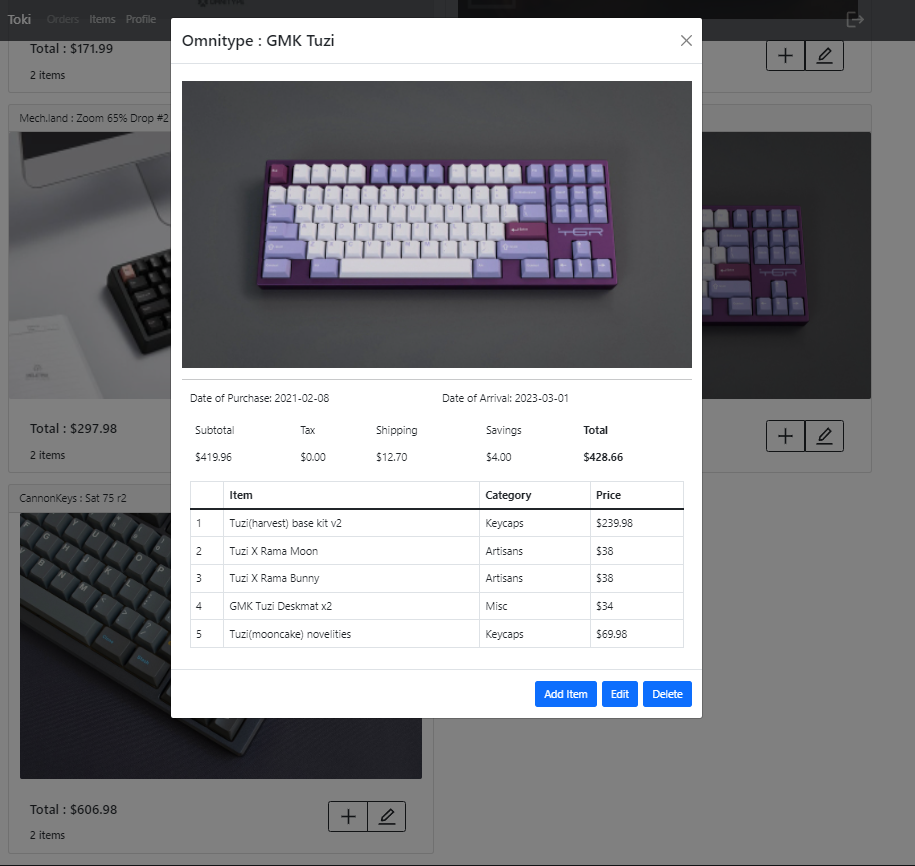 Toki
Orders
Items
Profile
Total : $171.99
2 items
Mech.land : Zoom 65% Drop #2
Total : $297.98
2 items
CannonKeys : Sat 75 r2
Total : $606.98
2 items
Omnitype : GMK Tuzi
Date of Purchase: 2021-02-08 Date of Arrival: 2023-03-01
Subtotal Tax Shipping Savings Total
$419.96 $0.00 $12.70 $4.00 $428.66
Item Category Price
1 Tuzi(harvest) base kit v2 Keycaps $239.98
2 Tuzi X Rama Moon Artisans $38
3 Tuzi X Rama Bunny Artisans $38
4 GMK Tuzi Deskmat x2 Misc $34
5 Tuzi(mooncake) novelities Keycaps $69.98
Add Item Edit Delete